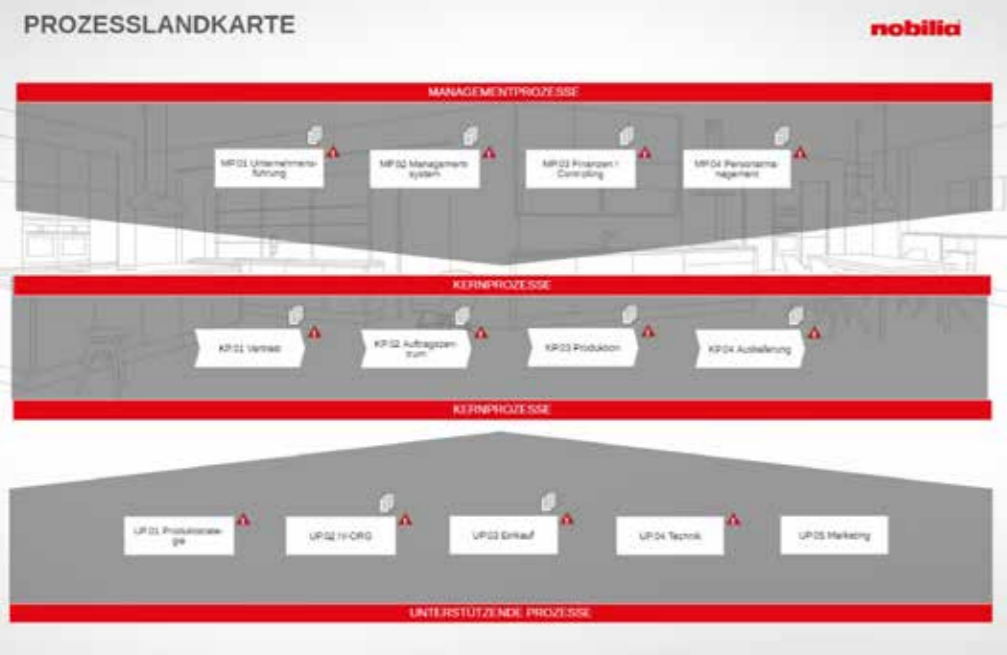 PROZESSLANDKARTE
nobilia
MANAGEMENTPROZESSE
MP.01 Unternehmens-
führung
MP.02 Management-
system
MP.03 Finanzen /
Controlling
MP.04 Personalma-
nagement
KERNPROZESSE
KP.01 Vertrieb
KP.02 Auftragszen-
trum
KP.03 Produktion
KP.04 Auslieferung
KERNPROZESSE
UP.01 Produktstrate-
gie
UP.02 IV-ORG
UP.03 Einkauf
UP.04 Technik
UP.05 Marketing
UNTERSTÜTZENDE PROZESSE